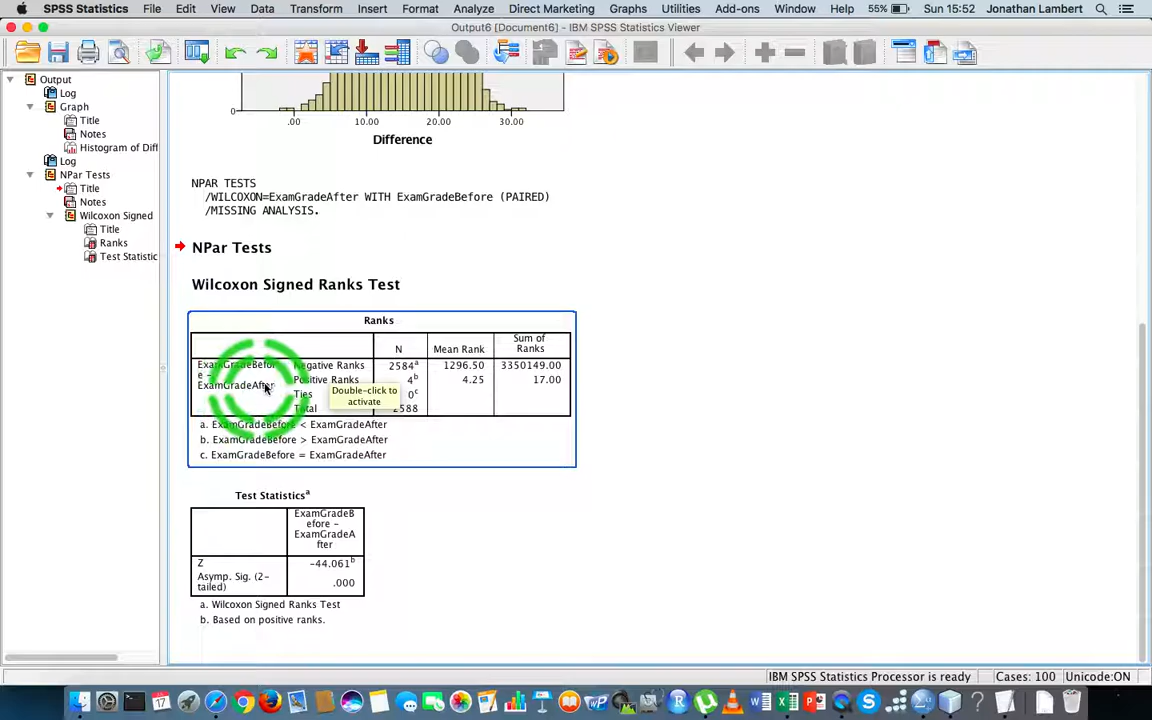 SPSS Statistics File Edit View Data Transform Insert Format Analyze Direct Marketing Graphs Utilities Add-ons Window Help 55% Sun 15:52 Jonathan Lambert
Output6 [Document6] - IBM SPSS Statistics Viewer
Output
Log
Graph
Title
Notes
Histogram of Diff
Log
NPar Tests
Title
Notes
Wilcoxon Signed
Title
Ranks
Test Statistic
0
.00 10.00 20.00 30.00
Difference
NPAR TESTS
/WILCOXON=ExamGradeAfter WITH ExamGradeBefore (PAIRED)
/MISSING ANALYSIS.
NPar Tests
Wilcoxon Signed Ranks Test
Ranks
N Mean Rank Sum of Ranks
ExamGradeBefor Negative Ranks 2584a 1296.50 3350149.00
e - Positive Ranks 4b 4.25 17.00
ExamGradeAfter Ties 0c
Total 2588
Double-click to
activate
a. ExamGradeBefore < ExamGradeAfter
b. ExamGradeBefore > ExamGradeAfter
c. ExamGradeBefore = ExamGradeAfter
Test Statisticsa
ExamGradeB
efore -
ExamGradeA
fter
Z -44.061b
Asymp. Sig. (2- .000
tailed)
a. Wilcoxon Signed Ranks Test
b. Based on positive ranks.
IBM SPSS Statistics Processor is ready Cases: 100 Unicode:ON